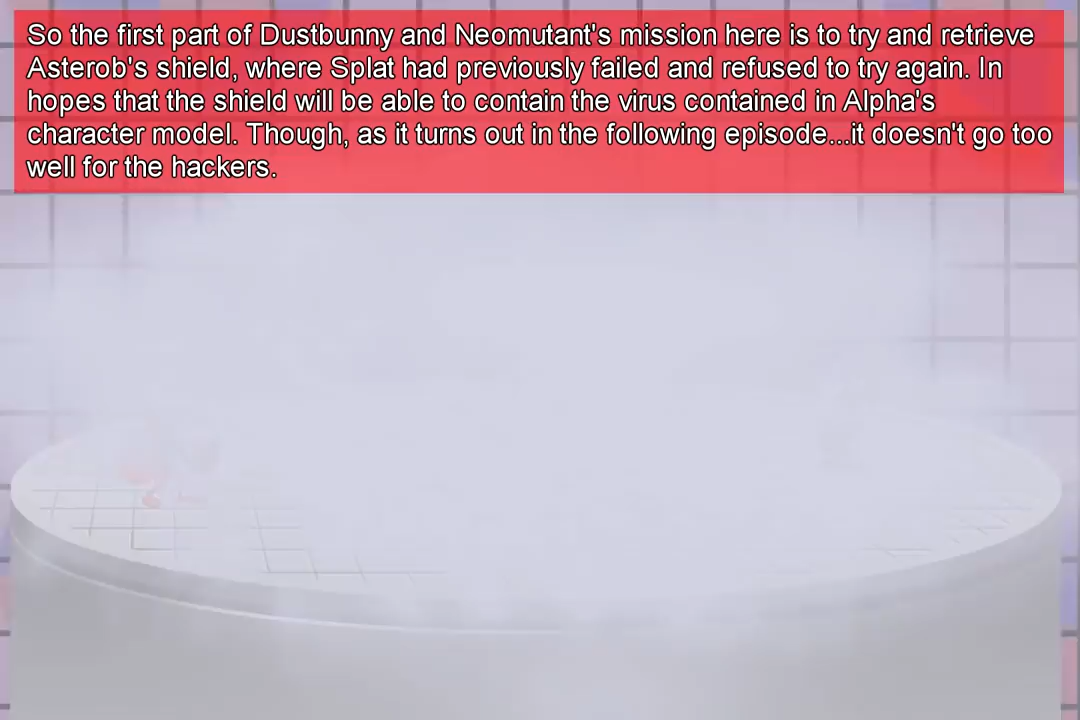 So the first part of Dustbunny and Neomutant's mission here is to try and retrieve
Asterob's shield, where Splat had previously failed and refused to try again. In
hopes that the shield will be able to contain the virus contained in Alpha's
character model. Though, as it turns out in the following episode...it doesn't go too
well for the hackers.